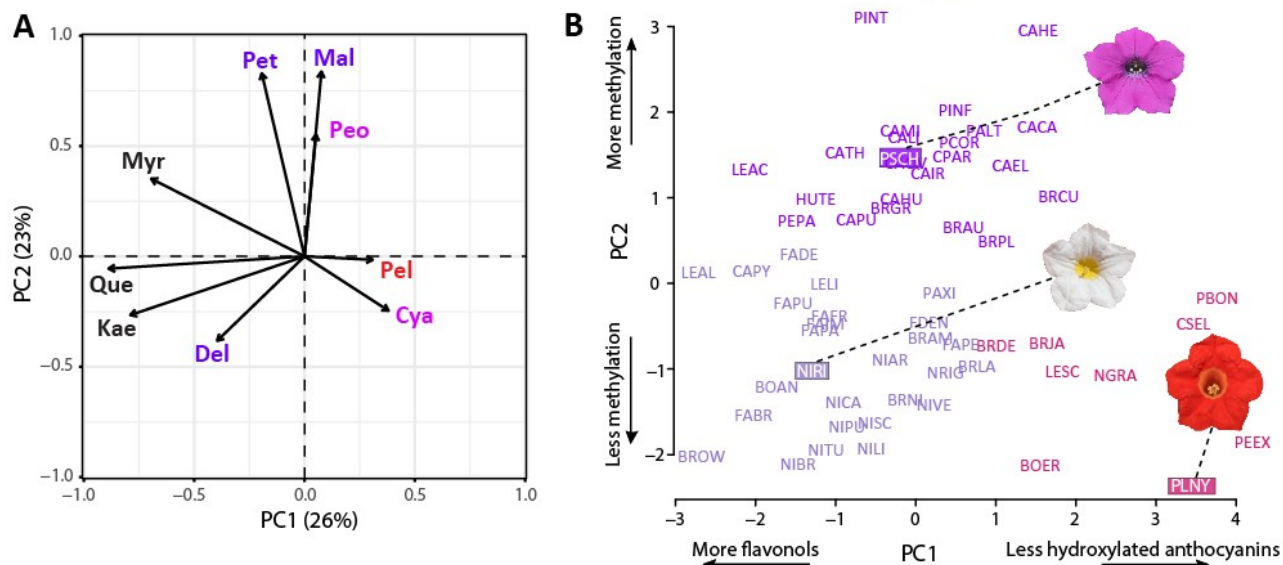 A
1.0
0.5
0.0
−0.5
−1.0
−1.0
−0.5
0.0
0.5
1.0
PC2 (23%)
PC1 (26%)
Pet
Mal
Peo
Myr
Que
Kae
Del
Pel
Cya
B
More methylation
PC2
Less methylation
3
2
1
0
−1
−2
−3
−2
−1
0
1
2
3
4
More flavonols
PC1
Less hydroxylated anthocyanins
PINT
CAHE
PINF
CAMI
PALT
CACA
PCOR
CATH
CPAR
PSCH
LEAC
CAIR
CAEL
HUTE
CAHU
BRCU
BRGR
PEPA
CAPU
BRAU
BRPL
FADE
LEAL
CAPY
LELI
PAXI
FAPU
PBON
CSEL
FAPA
BRAM
FAPE
BRDE
BRJA
NIAR
BRLA
NIRI
NRIG
LESC
NGRA
BOAN
NICA
BRNI
NIVE
FABR
NIPU
NISC
PEEX
BROW
NITU
NILI
NIBR
BOER
PLNY